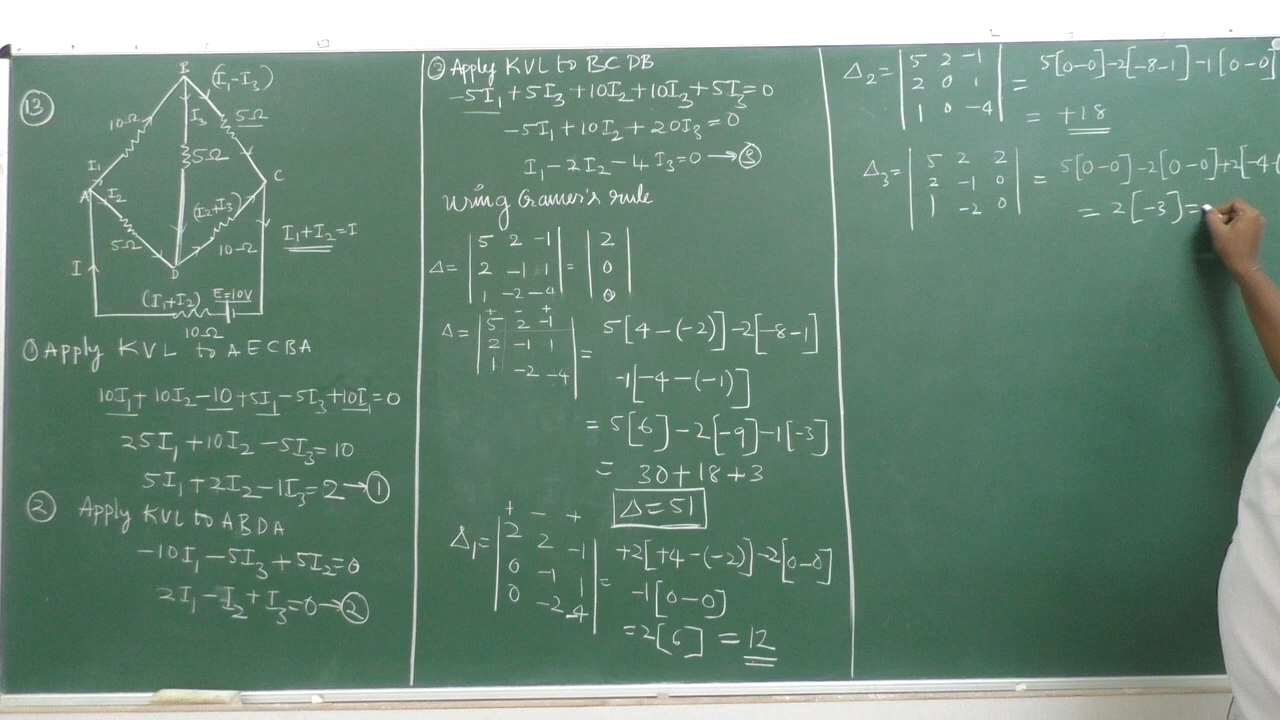 ⑬
B
(I₁-I₃)
10Ω
I₃
5Ω
5Ω
I₁
A
I₂
C
(I₂+I₃)
5Ω
10Ω
D
I₁+I₂=I
I
(I₁+I₂) E=10V
10Ω
① Apply KVL to AECBA
10I₁+10I₂-10+5I₁-5I₃+10I₁=0
25I₁+10I₂-5I₃=10
5I₁+2I₂-1I₃=2→①
② Apply KVL to ABDA
-10I₁-5I₃+5I₂=0
2I₁-I₂+I₃=0→②
③ Apply KVL to BCDB
-5I₁+5I₃+10I₂+10I₃+5I₃=0
-5I₁+10I₂+20I₃=0
I₁-2I₂-4I₃=0→③
Using Cramer's rule
Δ= | 5 2 -1 | = | 2 |
| 2 -1 1 | | 0 |
| 1 -2 -4 | | 0 |
+ - +
Δ= | 5 2 -1 | = 5[4-(-2)]-2[-8-1]
| 2 -1 1 |
| 1 -2 -4 |
-1[-4-(-1)]
= 5[6]-2[-9]-1[-3]
= 30+18+3
Δ=51
+ - +
Δ₁= | 2 2 -1 | = +2[+4-(-2)]-2[0-0]
| 0 -1 1 |
| 0 -2 -4 |
-1[0-0]
=2[6] = 12
Δ₂= | 5 2 -1 | = 5[0-0]-2[-8-1]-1[0-0]
| 2 0 1 |
| 1 0 -4 |
= +18
Δ₃= | 5 2 2 | = 5[0-0]-2[0-0]+2[-4-(
| 2 -1 0 |
| 1 -2 0 |
= 2[-3]=